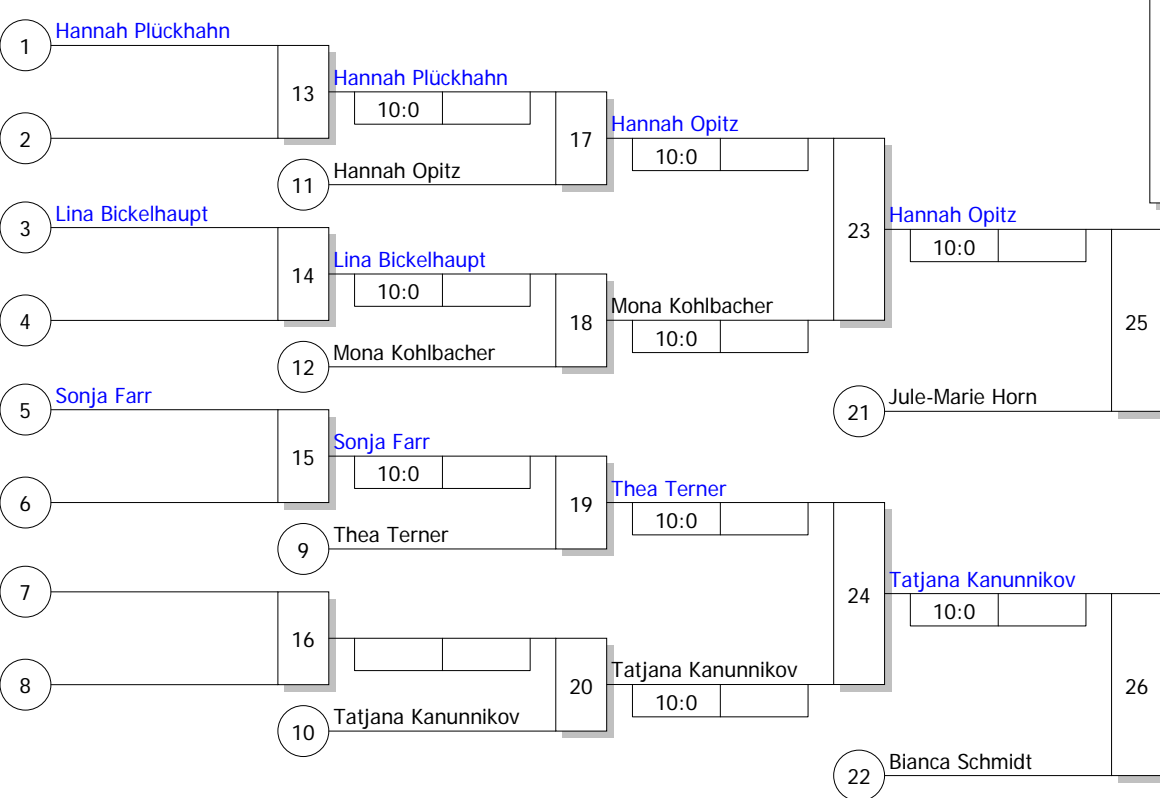 Hannah Plückhahn
1
Hannah Plückhahn
13
10:0
Hannah Opitz
2
17
10:0
Hannah Opitz
11
Lina Bickelhaupt
3
Hannah Opitz
23
10:0
Lina Bickelhaupt
14
10:0
Mona Kohlbacher
4
18
25
10:0
Mona Kohlbacher
12
Sonja Farr
5
Jule-Marie Horn
21
Sonja Farr
15
10:0
Thea Terner
6
19
10:0
Thea Terner
9
7
Tatjana Kanunnikov
24
10:0
16
Tatjana Kanunnikov
8
20
26
10:0
Tatjana Kanunnikov
10
Bianca Schmidt
22